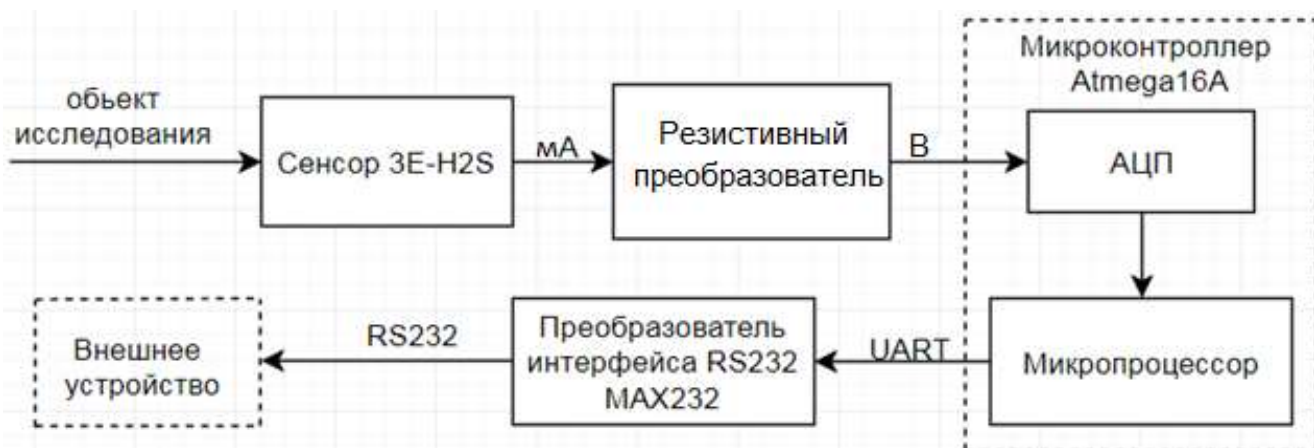 обьект
исследования
Сенсор 3E-H2S
мА
Резистивный
преобразователь
В
Микроконтроллер
Atmega16A
АЦП
Микропроцессор
UART
Преобразователь
интерфейса RS232
MAX232
RS232
Внешнее
устройство